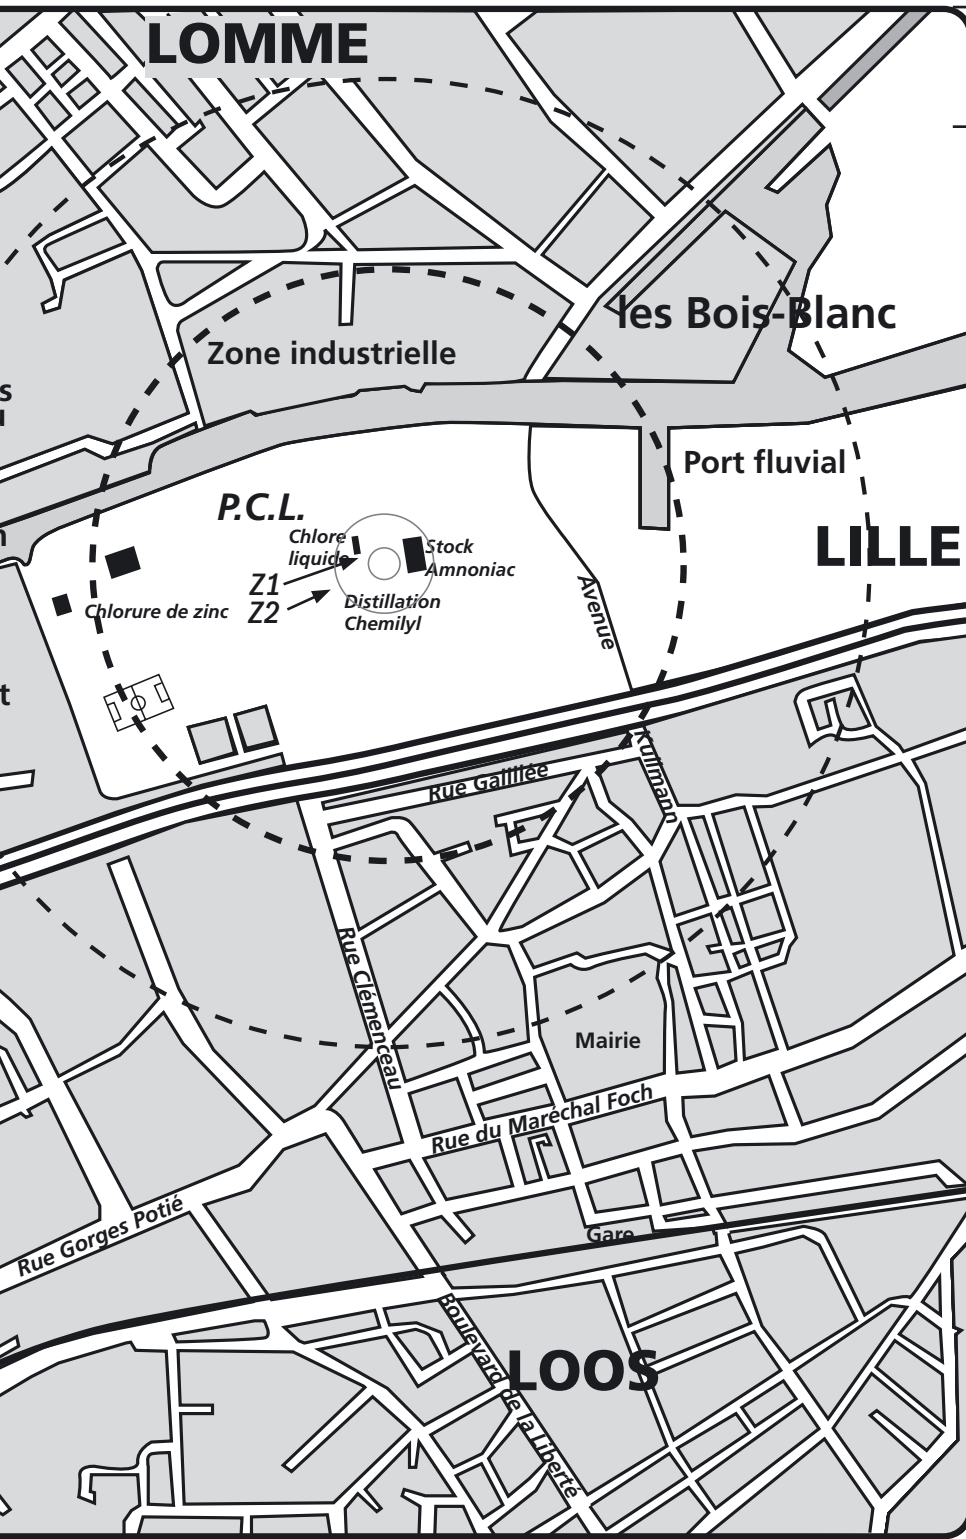 LOMME
les Bois-Blanc
Zone industrielle
s
Port fluvial
P.C.L.
Chlore
liquide
Stock
Amnoniac
LILLE
Z1
Z2
Chlorure de zinc
Distillation
Chemilyl
Avenue
t
Kullmann
Rue Galillée
Rue Clémenceau
Mairie
Rue du Maréchal Foch
Rue Gorges Potié
Gare
Boulevard de la Liberté
LOOS